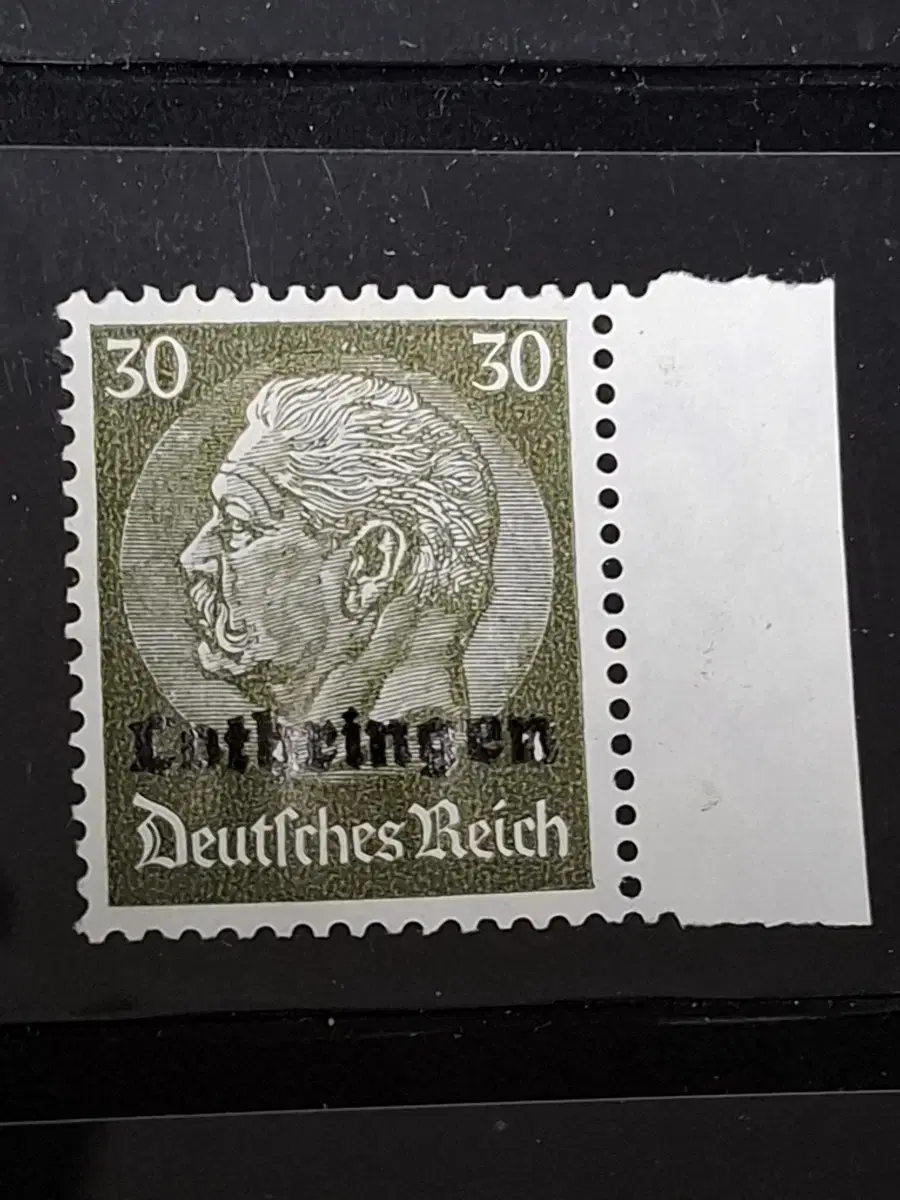 30 30
Lothringen
Deutſches Reich